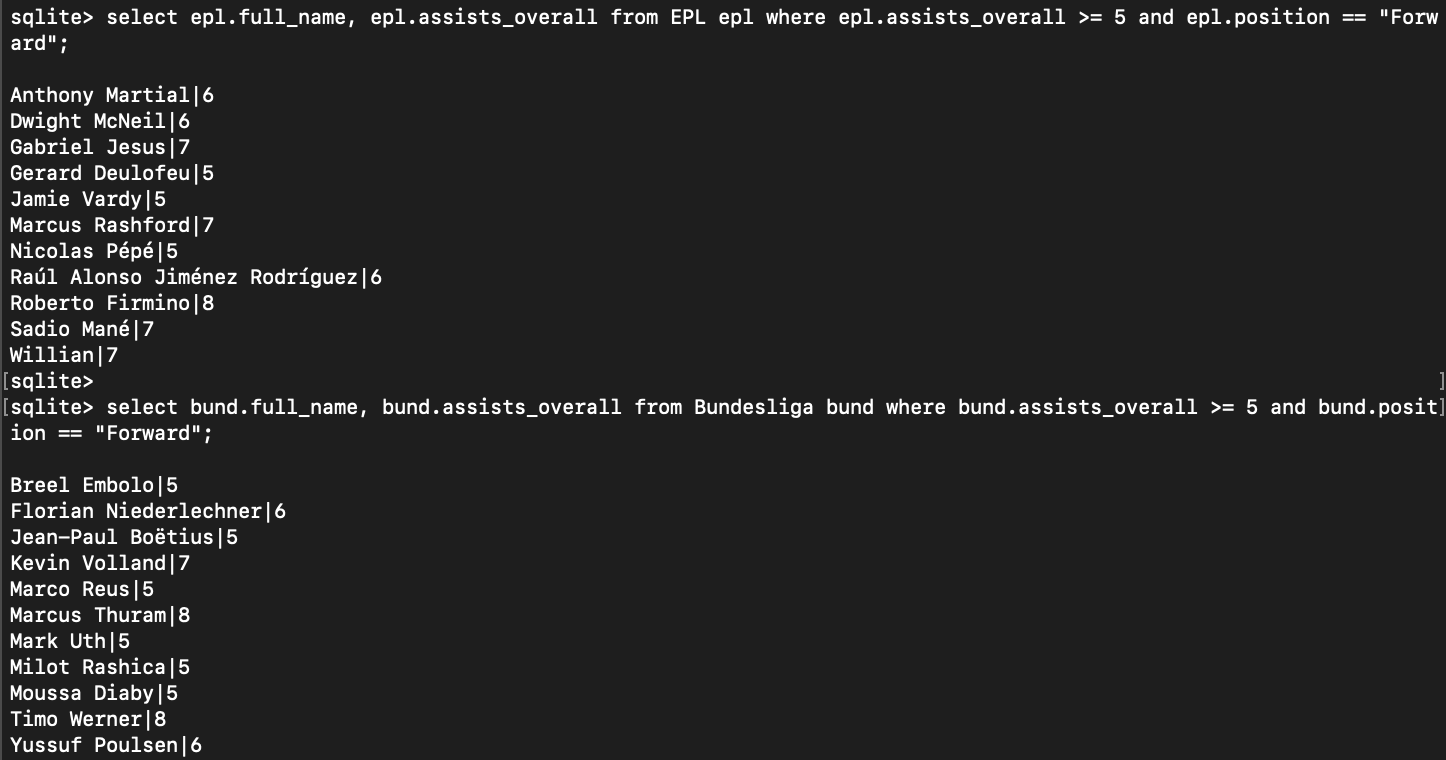 sqlite> select epl.full_name, epl.assists_overall from EPL epl where epl.assists_overall >= 5 and epl.position == "Forw
ard";
Anthony Martial|6
Dwight McNeil|6
Gabriel Jesus|7
Gerard Deulofeu|5
Jamie Vardy|5
Marcus Rashford|7
Nicolas Pépé|5
Raúl Alonso Jiménez Rodríguez|6
Roberto Firmino|8
Sadio Mané|7
Willian|7
[sqlite> ]
[sqlite> select bund.full_name, bund.assists_overall from Bundesliga bund where bund.assists_overall >= 5 and bund.posit]
ion == "Forward";
Breel Embolo|5
Florian Niederlechner|6
Jean-Paul Boëtius|5
Kevin Volland|7
Marco Reus|5
Marcus Thuram|8
Mark Uth|5
Milot Rashica|5
Moussa Diaby|5
Timo Werner|8
Yussuf Poulsen|6